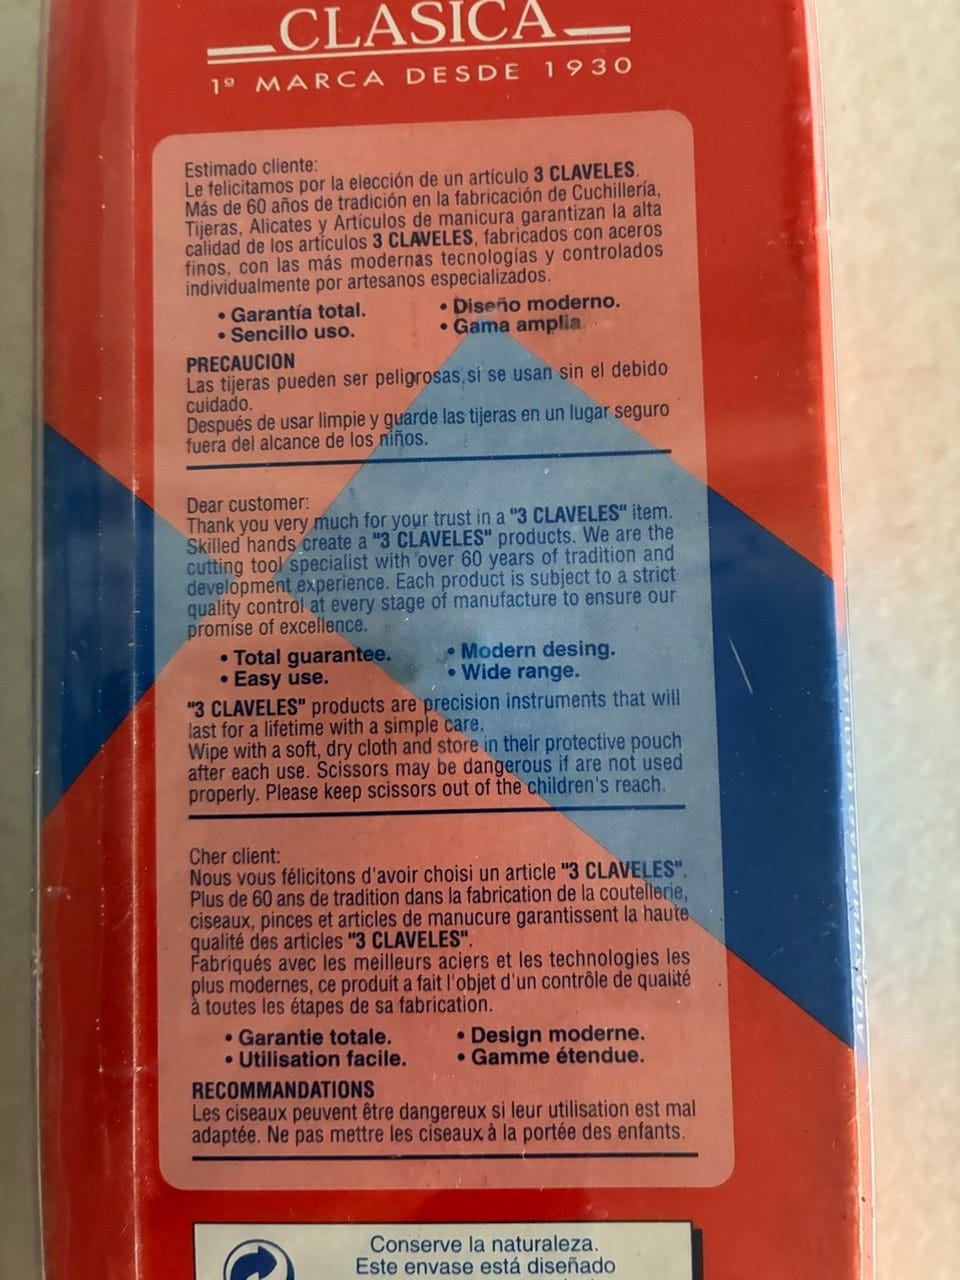 CLASICA
1º MARCA DESDE 1930
Estimado cliente:
Le felicitamos por la elección de un artículo 3 CLAVELES.
Más de 60 años de tradición en la fabricación de Cuchillería,
Tijeras, Alicates y Artículos de manicura garantizan la alta
calidad de los artículos 3 CLAVELES, fabricados con aceros
finos, con las más modernas tecnologías y controlados
individualmente por artesanos especializados.
• Garantía total. • Diseño moderno.
• Sencillo uso. • Gama amplia
PRECAUCION
Las tijeras pueden ser peligrosas, si se usan sin el debido
cuidado.
Después de usar limpie y guarde las tijeras en un lugar seguro
fuera del alcance de los niños.
Dear customer:
Thank you very much for your trust in a "3 CLAVELES" item.
Skilled hands create a "3 CLAVELES" products. We are the
cutting tool specialist with over 60 years of tradition and
development experience. Each product is subject to a strict
quality control at every stage of manufacture to ensure our
promise of excellence.
• Total guarantee. • Modern desing.
• Easy use. • Wide range.
"3 CLAVELES" products are precision instruments that will
last for a lifetime with a simple care.
Wipe with a soft, dry cloth and store in their protective pouch
after each use. Scissors may be dangerous if are not used
properly. Please keep scissors out of the children's reach.
Cher client:
Nous vous félicitons d'avoir choisi un article "3 CLAVELES".
Plus de 60 ans de tradition dans la fabrication de la coutellerie,
ciseaux, pinces et articles de manucure garantissent la haute
qualité des articles "3 CLAVELES".
Fabriqués avec les meilleurs aciers et les technologies les
plus modernes, ce produit a fait l'objet d'un contrôle de qualité
à toutes les étapes de sa fabrication.
• Garantie totale. • Design moderne.
• Utilisation facile. • Gamme étendue.
RECOMMANDATIONS
Les ciseaux peuvent être dangereux si leur utilisation est mal
adaptée. Ne pas mettre les ciseaux à la portée des enfants.
Conserve la naturaleza.
Este envase está diseñado